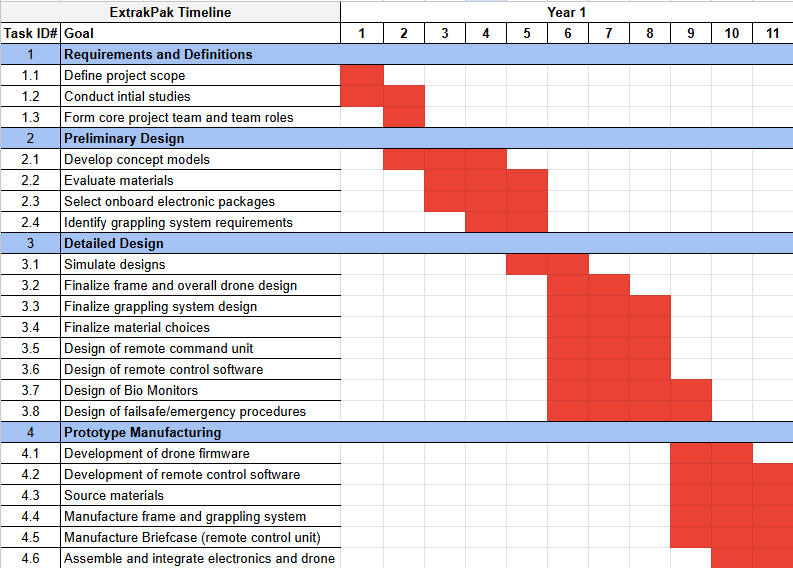 ExtrakPak Timeline Year 1
Task ID# Goal 1 2 3 4 5 6 7 8 9 10 11
1 Requirements and Definitions
1.1 Define project scope
1.2 Conduct intial studies
1.3 Form core project team and team roles
2 Preliminary Design
2.1 Develop concept models
2.2 Evaluate materials
2.3 Select onboard electronic packages
2.4 Identify grappling system requirements
3 Detailed Design
3.1 Simulate designs
3.2 Finalize frame and overall drone design
3.3 Finalize grappling system design
3.4 Finalize material choices
3.5 Design of remote command unit
3.6 Design of remote control software
3.7 Design of Bio Monitors
3.8 Design of failsafe/emergency procedures
4 Prototype Manufacturing
4.1 Development of drone firmware
4.2 Development of remote control software
4.3 Source materials
4.4 Manufacture frame and grappling system
4.5 Manufacture Briefcase (remote control unit)
4.6 Assemble and integrate electronics and drone